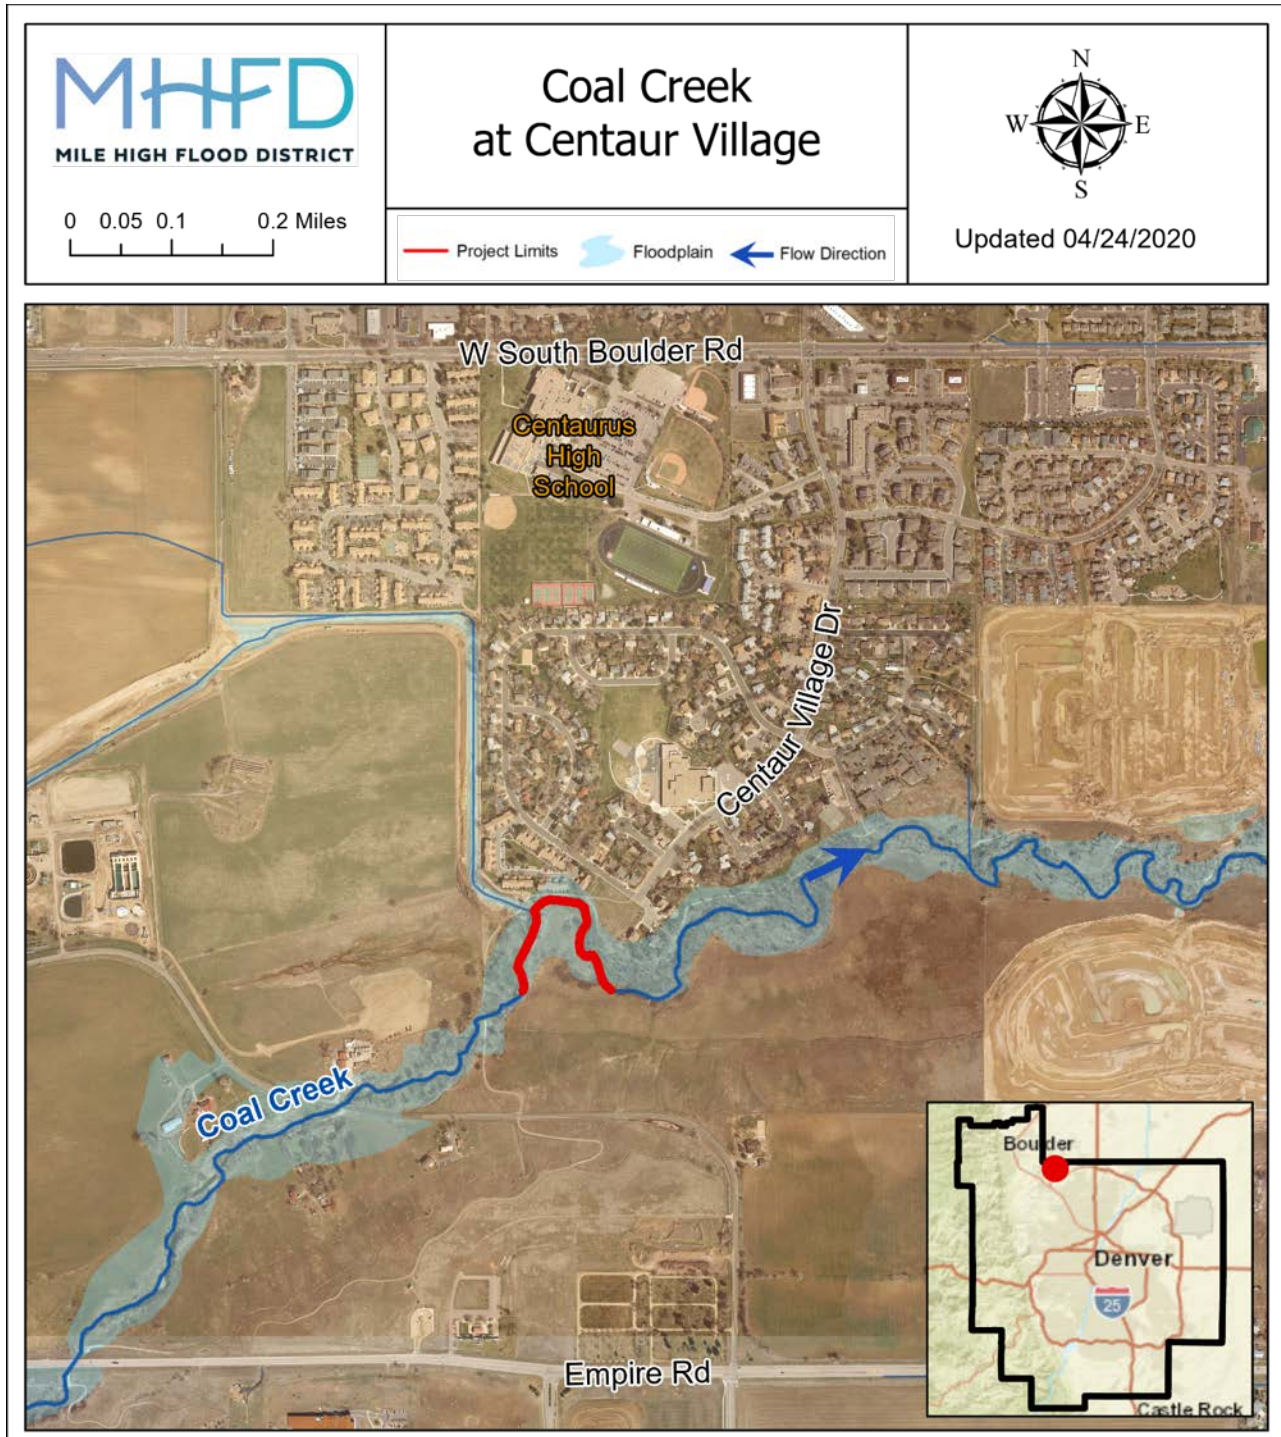 MHFD
MILE HIGH FLOOD DISTRICT
0 0.05 0.1 0.2 Miles
Coal Creek
at Centaur Village
Project Limits
Floodplain
Flow Direction
N
W
E
S
Updated 04/24/2020
W South Boulder Rd
Centaurus
High
School
Centaur Village Dr
Coal Creek
Empire Rd
Boulder
Denver
25
Castle Rock